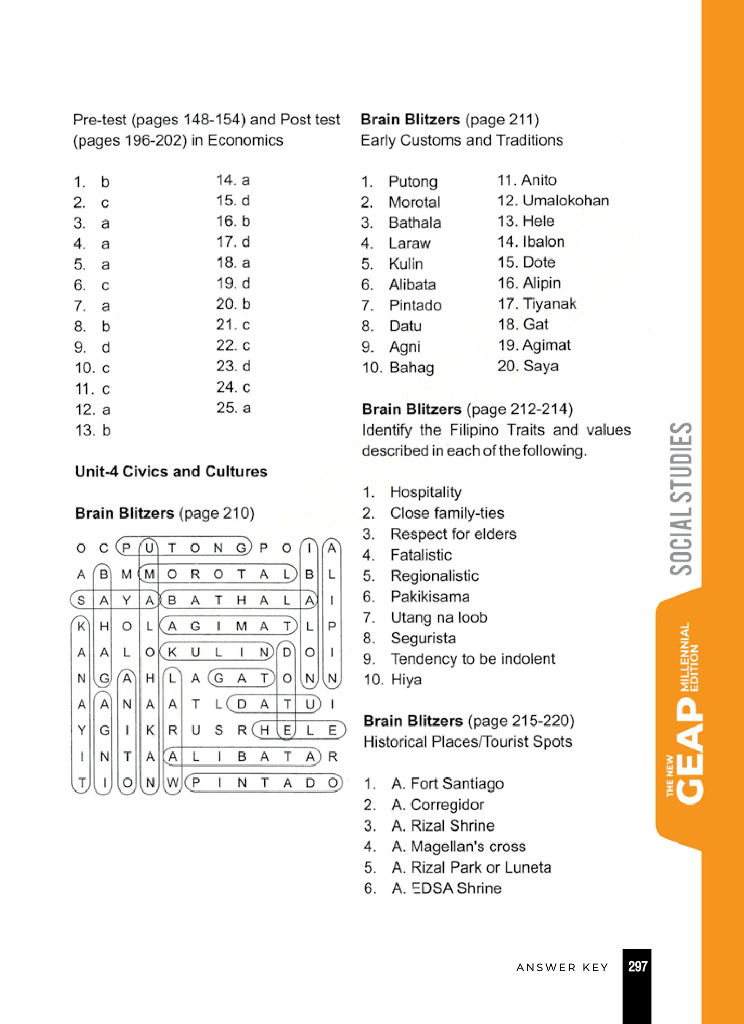 Pre-test (pages 148-154) and Post test
(pages 196-202) in Economics
1. b
2. c
3. a
4. a
5. a
6. c
7. a
8. b
9. d
10. c
11. c
12. a
13. b
14. a
15. d
16. b
17. d
18. a
19. d
20. b
21. c
22. c
23. d
24. c
25. a
Unit-4 Civics and Cultures
Brain Blitzers (page 210)
O C P U T O N G P O I A
A B M M O R O T A L B L
S A Y A B A T H A L A I
K H O L A G I M A T L P
A A L O K U L I N D O I
N G A H L A G A T O N N
A A N A A T L D A T U I
Y G I K R U S R H E L E
I N T A A L I B A T A R
T I O N W P I N T A D O
Brain Blitzers (page 211)
Early Customs and Traditions
1. Putong
2. Morotal
3. Bathala
4. Laraw
5. Kulin
6. Alibata
7. Pintado
8. Datu
9. Agni
10. Bahag
11. Anito
12. Umalokohan
13. Hele
14. Ibalon
15. Dote
16. Alipin
17. Tiyanak
18. Gat
19. Agimat
20. Saya
Brain Blitzers (page 212-214)
Identify the Filipino Traits and values
described in each of the following.
1. Hospitality
2. Close family-ties
3. Respect for elders
4. Fatalistic
5. Regionalistic
6. Pakikisama
7. Utang na loob
8. Segurista
9. Tendency to be indolent
10. Hiya
Brain Blitzers (page 215-220)
Historical Places/Tourist Spots
1. A. Fort Santiago
2. A. Corregidor
3. A. Rizal Shrine
4. A. Magellan's cross
5. A. Rizal Park or Luneta
6. A. EDSA Shrine
SOCIAL STUDIES
THE NEW
GEAP
MILLENNIAL
EDITION
ANSWER KEY 297